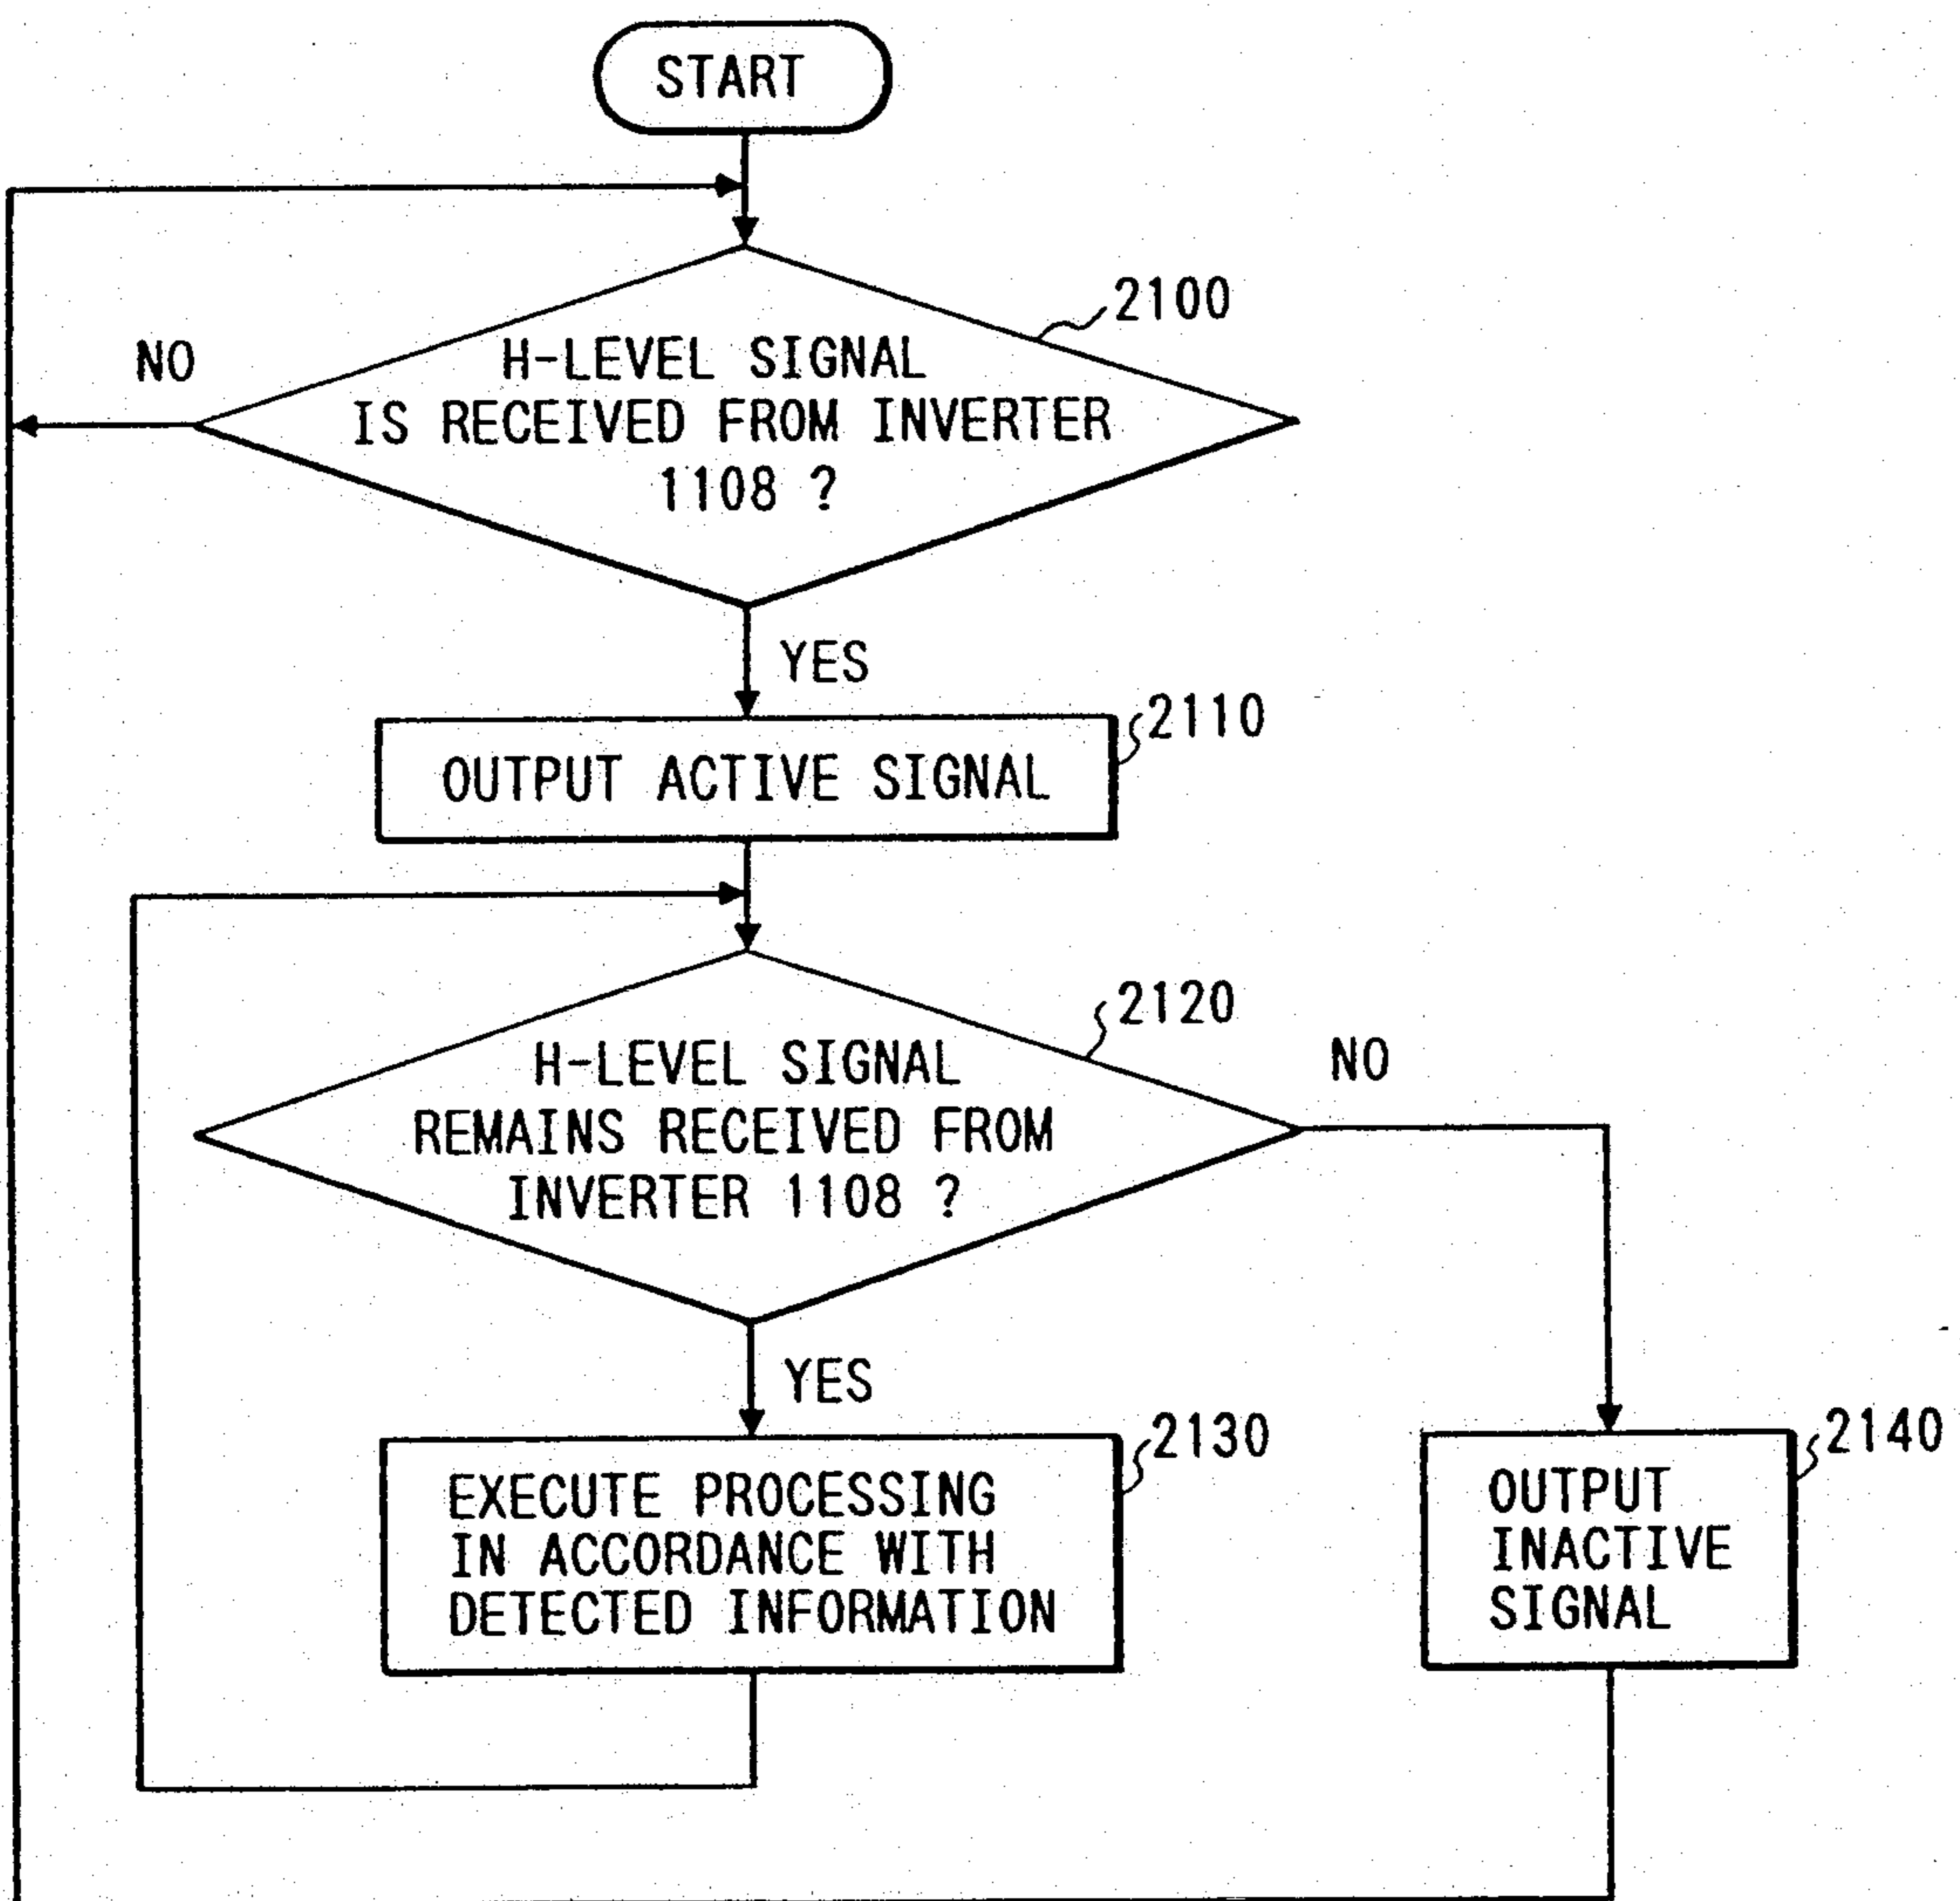 START
2100
NO
H-LEVEL SIGNAL
IS RECEIVED FROM INVERTER
1108 ?
YES
2110
OUTPUT ACTIVE SIGNAL
2120
NO
H-LEVEL SIGNAL
REMAINS RECEIVED FROM
INVERTER 1108 ?
YES
2130
EXECUTE PROCESSING
IN ACCORDANCE WITH
DETECTED INFORMATION
2140
OUTPUT
INACTIVE
SIGNAL